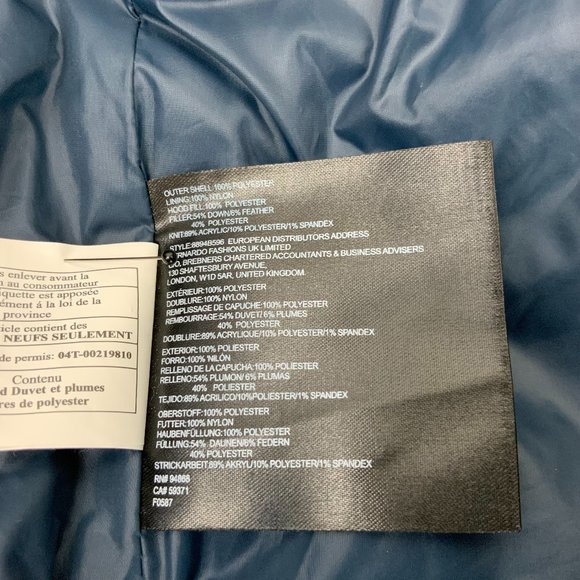 s enlever avant la
n au consommateur
quette est apposée
ément à la loi de la
province
icle contient des
NEUFS SEULEMENT
de permis: 04T-00219810
Contenu
d Duvet et plumes
res de polyester
OUTER SHELL:100% POLYESTER
LINING:100% NYLON
HOOD FILL:100% POLYESTER
FILLER:54% DOWN/6% FEATHER
40% POLYESTER
KNIT:89% ACRYLIC/10%POLYESTER/1% SPANDEX
STYLE:8894B596 EUROPEAN DISTRIBUTORS ADDRESS
BERNARDO FASHIONS UK LIMITED
C/O, BREBNERS CHARTERED ACCOUNTANTS & BUSINESS ADVISERS
130 SHAFTESBURY AVENUE,
LONDON, W1D 5AR, UNITED KINGDOM.
EXTÉRIEUR:100% POLYESTER
DOUBLURE:100% NYLON
REMPLISSAGE DE CAPUCHE:100% POLYESTER
REMBOURRAGE:54% DUVET/6% PLUMES
40% POLYESTER
DOUBLURE:89% ACRYLIQUE/10% POLYESTER/1% SPANDEX
EXTERIOR:100% POLIESTER
FORRO:100% NILÓN
RELLENO DE LA CAPUCHA:100% POLIESTER
RELLENO:54% PLUMON/ 6% PLUMAS
40% POLIESTER
TEJIDO:89% ACRILICO/10%POLIESTER/1% SPANDEX
OBERSTOFF:100% POLYESTER
FUTTER:100% NYLON
HAUBENFÜLLUNG:100% POLYESTER
FÜLLUNG:54% DAUNEN/6% FEDERN
40% POLYESTER
STRICKARBEIT:89% AKRYL/10% POLYESTER/1% SPANDEX
RN# 94868
CA# 59371
F0587